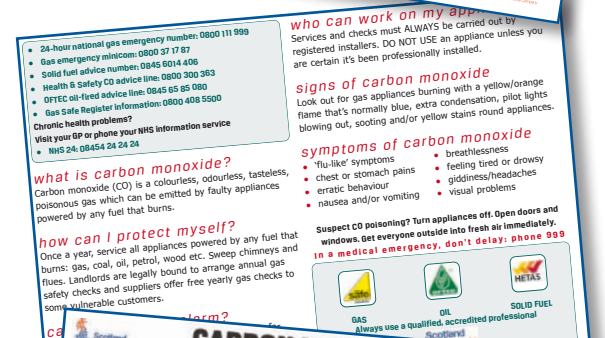 • 24-hour national gas emergency number: 0800 111 999
• Gas emergency minicom: 0800 37 17 87
• Solid fuel advice number: 0845 6014 406
• Health & Safety CO advice line: 0800 300 363
• OFTEC oil-fired advice line: 0845 65 85 080
• Gas Safe Register information: 0800 408 5500
Chronic health problems?
Visit your GP or phone your NHS information service
• NHS 24: 08454 24 24 24
what is carbon monoxide?
Carbon monoxide (CO) is a colourless, odourless, tasteless,
poisonous gas which can be emitted by faulty appliances
powered by any fuel that burns.
how can I protect myself?
Once a year, service all appliances powered by any fuel that
burns: gas, coal, oil, petrol, wood etc. Sweep chimneys and
flues. Landlords are legally bound to arrange annual gas
safety checks and suppliers offer free yearly gas checks to
some vulnerable customers.
who can work on my
Services and checks must ALWAYS be carried out by
registered installers. DO NOT USE an appliance unless you
are certain it's been professionally installed.
signs of carbon monoxide
Look out for gas appliances burning with a yellow/orange
flame that's normally blue, extra condensation, pilot lights
blowing out, sooting and/or yellow stains round appliances.
symptoms of carbon monoxide
• 'flu-like' symptoms
• chest or stomach pains
• erratic behaviour
• nausea and/or vomiting
• breathlessness
• feeling tired or drowsy
• giddiness/headaches
• visual problems
Suspect CO poisoning? Turn appliances off. Open doors and
windows. Get everyone outside into fresh air immediately.
In a medical emergency, don't delay: phone 999
safe
HETAS
GAS
OIL
SOLID FUEL
Always use a qualified, accredited professional
Scotland
Scotland